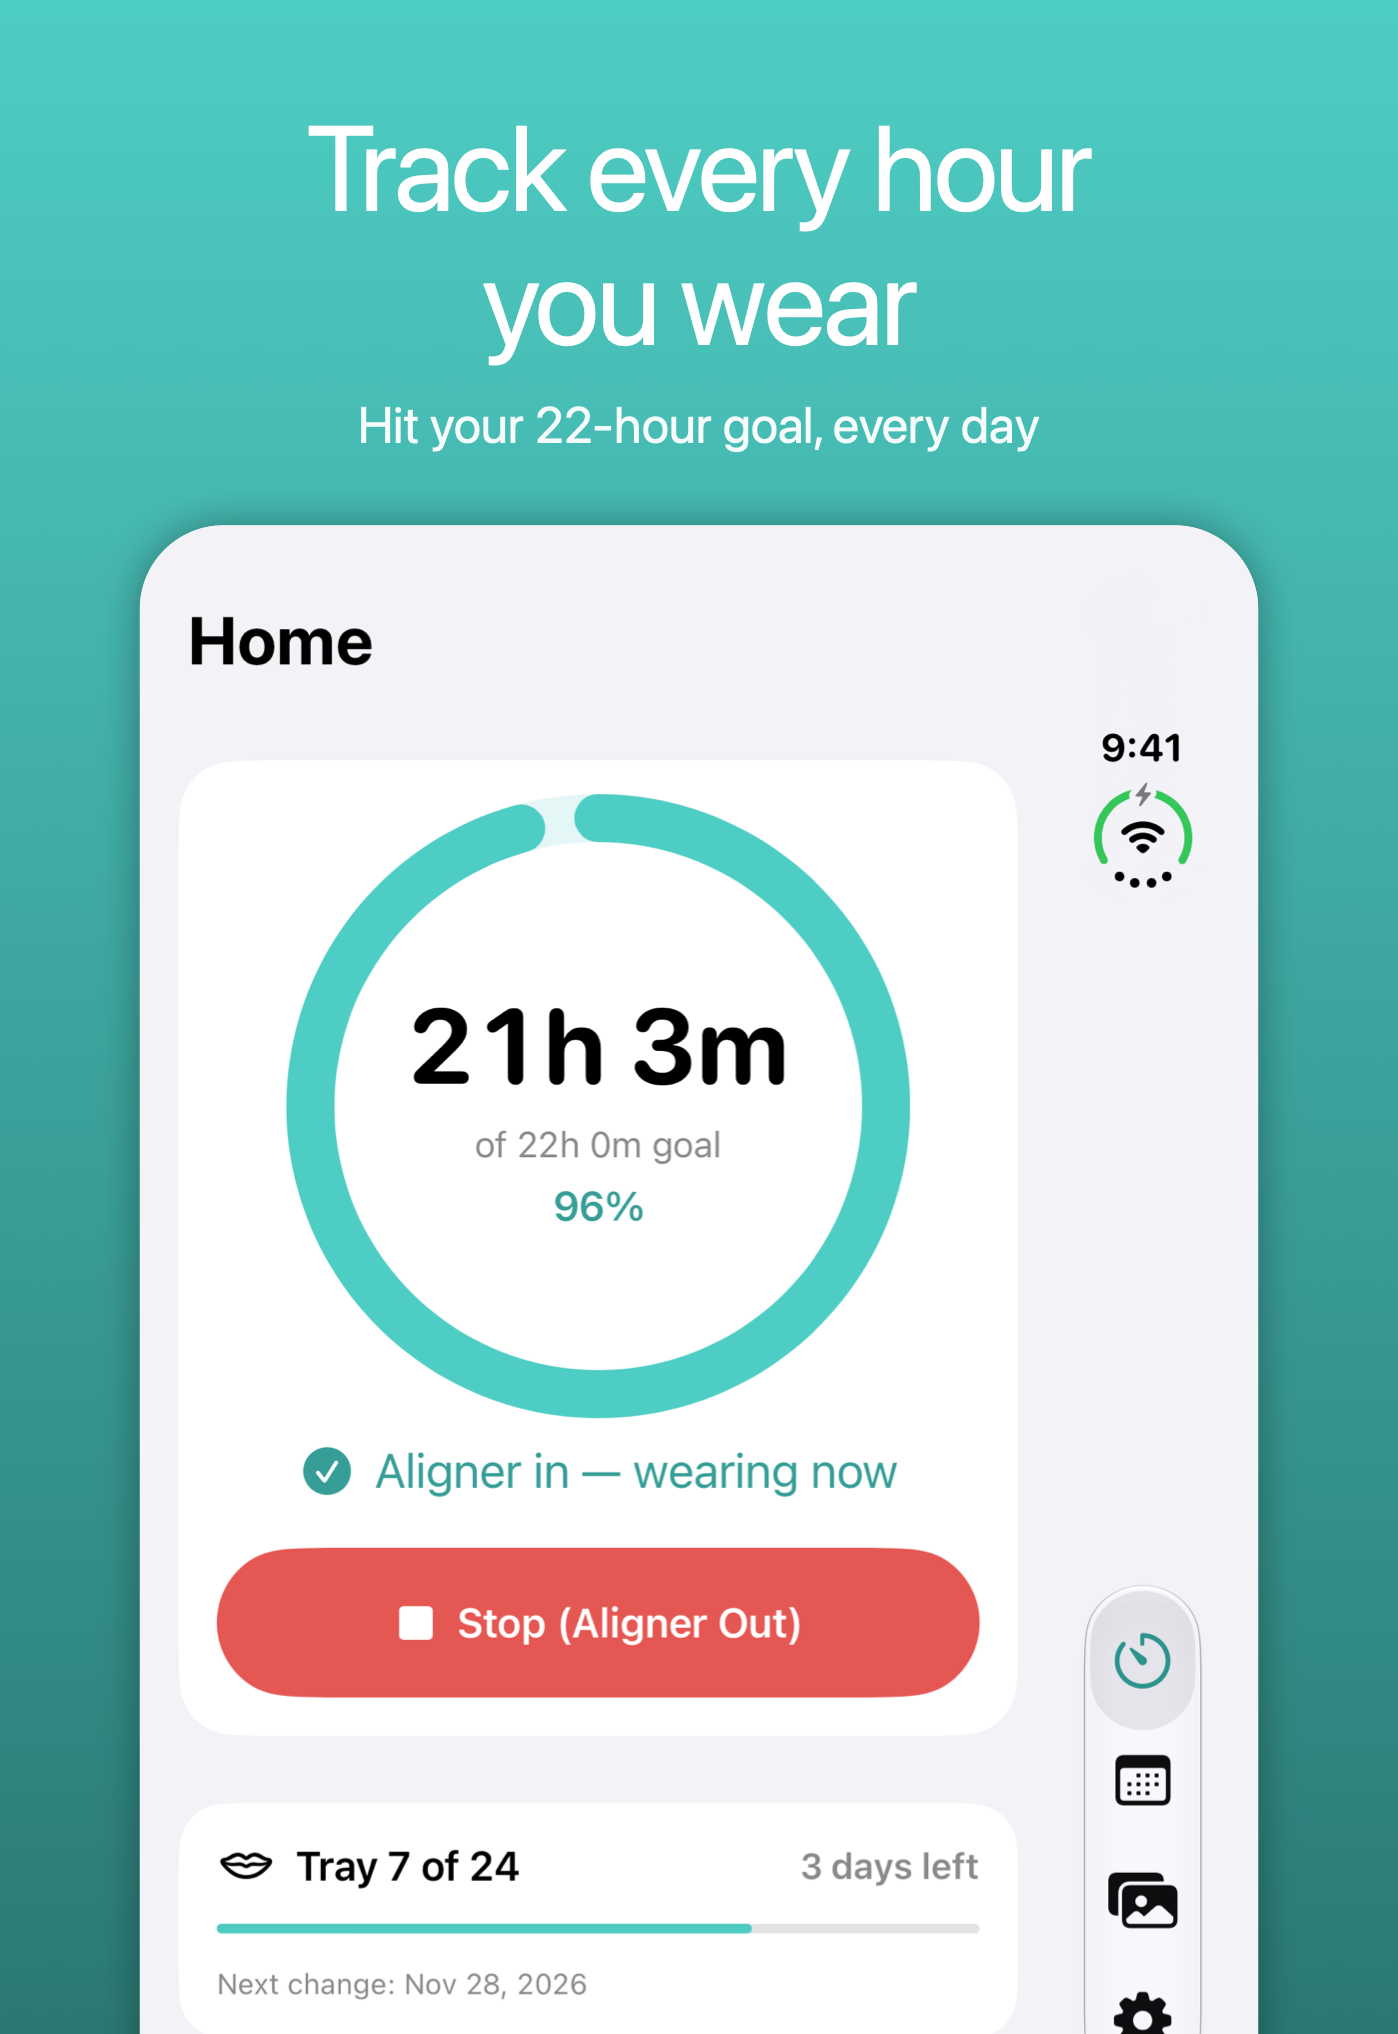 Track every hour
you wear
Hit your 22-hour goal, every day
Home
9:41
21h 3m
of 22h 0m goal
96%
Aligner in — wearing now
Stop (Aligner Out)
Tray 7 of 24
3 days left
Next change: Nov 28, 2026